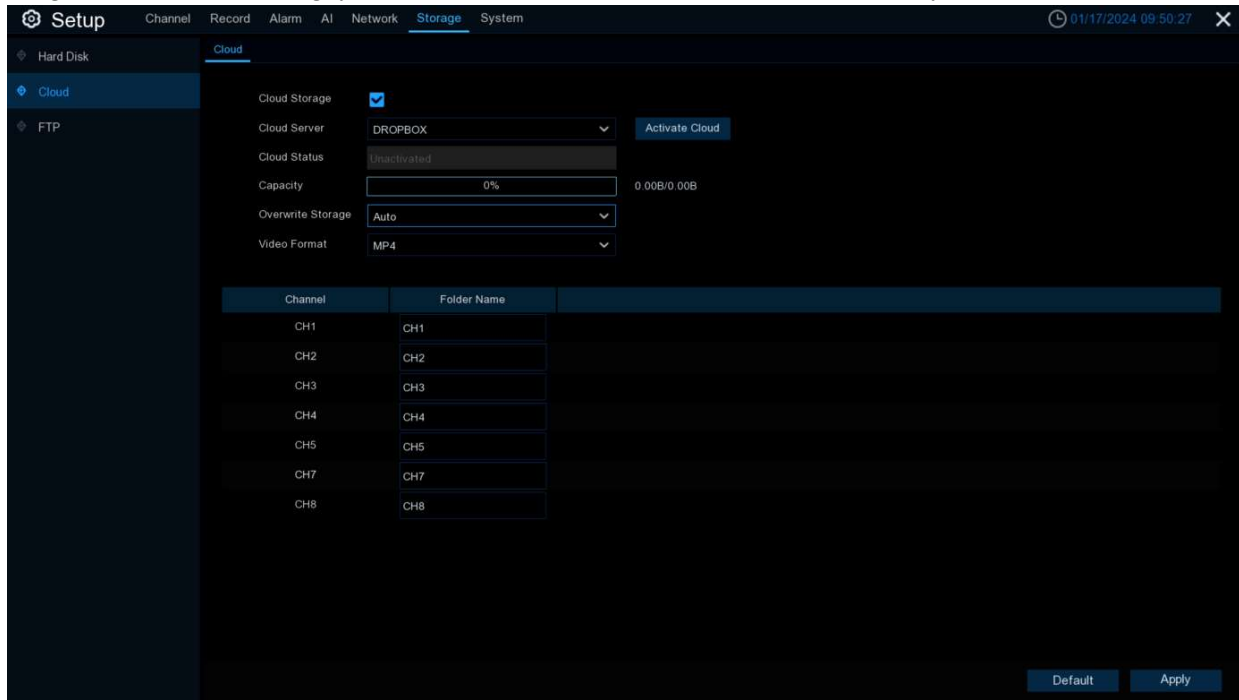 Setup Channel Record Alarm AI Network Storage System 01/17/2024 09:50:27
Hard Disk
Cloud
FTP
Cloud
Cloud Storage
Cloud Server DROPBOX Activate Cloud
Cloud Status Unactivated
Capacity 0% 0.00B/0.00B
Overwrite Storage Auto
Video Format MP4
Channel Folder Name
CH1 CH1
CH2 CH2
CH3 CH3
CH4 CH4
CH5 CH5
CH7 CH7
CH8 CH8
Default Apply